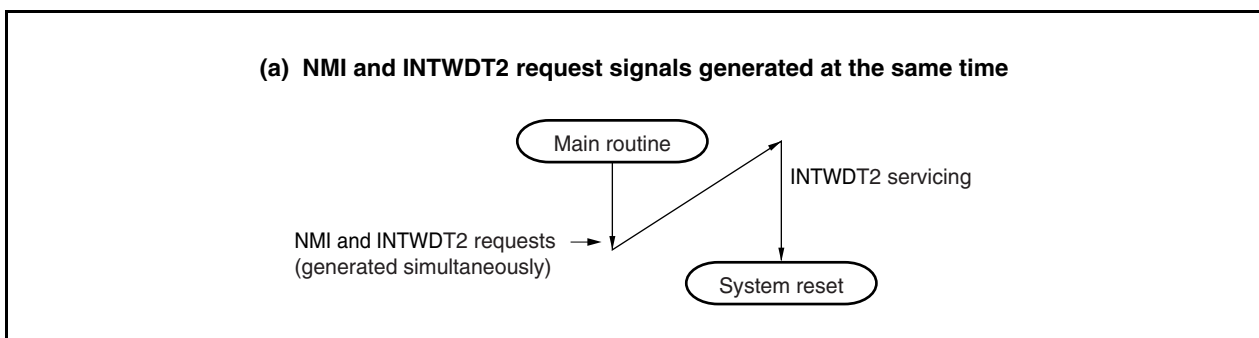 (a) NMI and INTWDT2 request signals generated at the same time
Main routine
INTWDT2 servicing
NMI and INTWDT2 requests
(generated simultaneously)
System reset